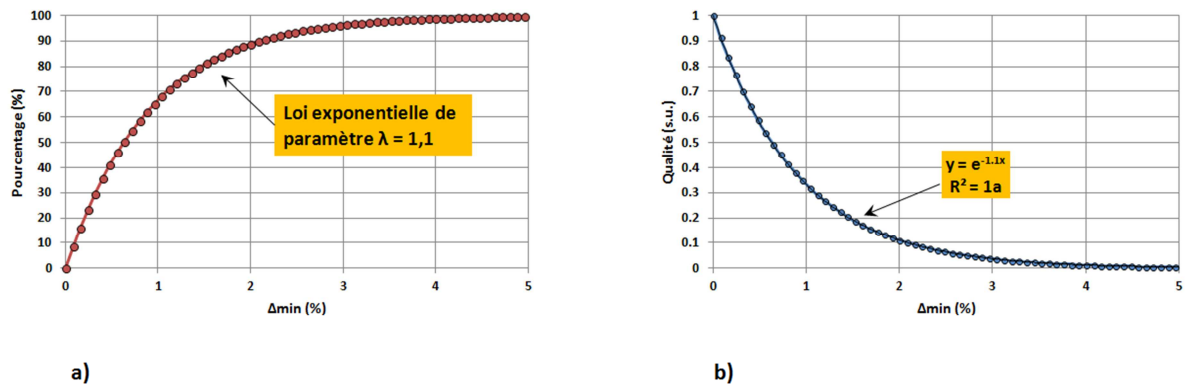 Pourcentage (%)
100
90
80
70
60
50
40
30
20
10
0
0 1 2 3 4 5
Δmin (%)
Loi exponentielle de
paramètre λ = 1,1
a)
Qualité (s.u.)
1
0.9
0.8
0.7
0.6
0.5
0.4
0.3
0.2
0.1
0
0 1 2 3 4 5
Δmin (%)
y = e^-1.1x
R² = 1a
b)